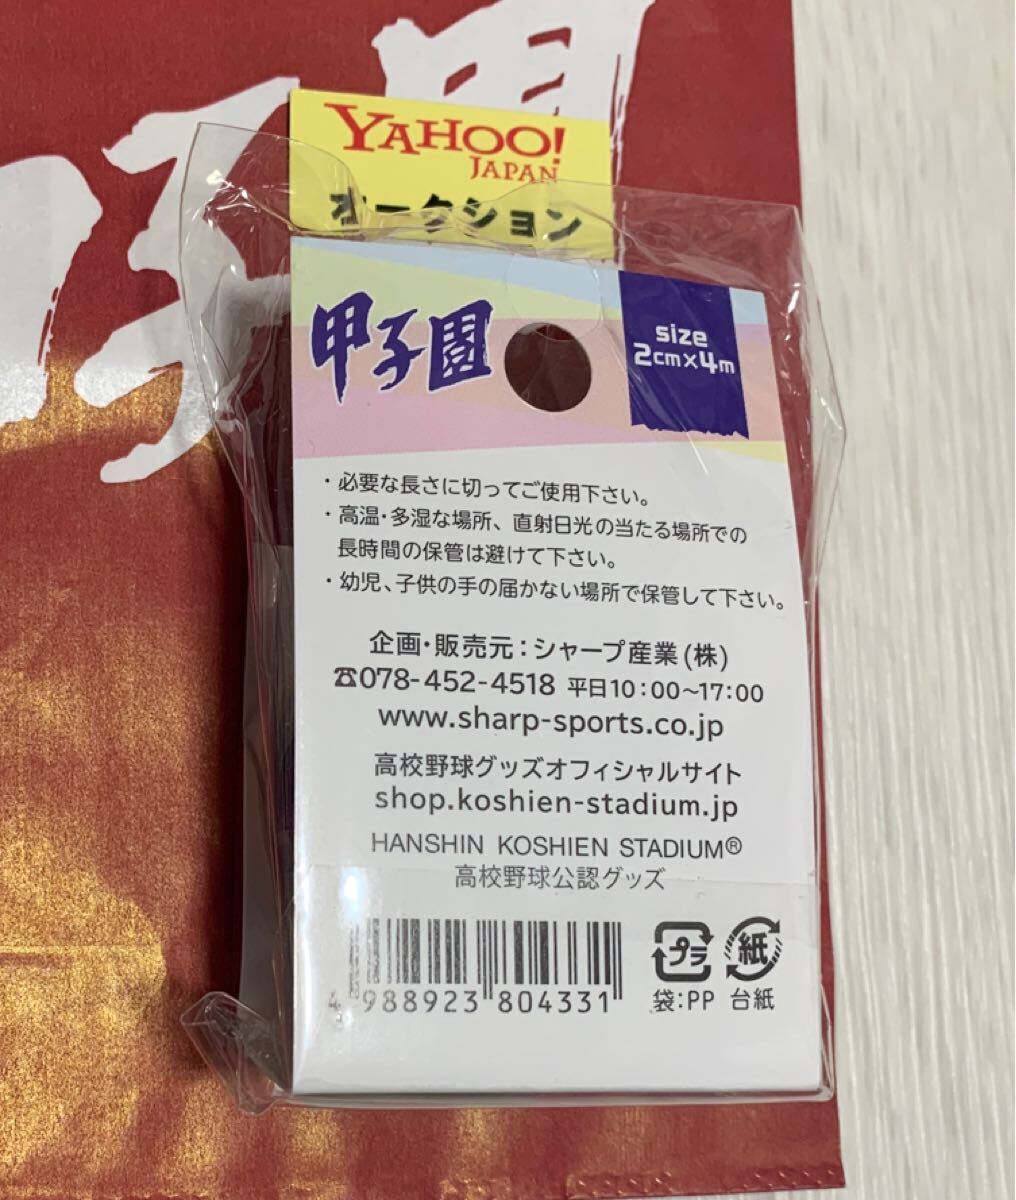 YAHOO!
JAPAN
オークション
甲子園
size
2cm×4m
・必要な長さに切ってご使用下さい。
・高温・多湿な場所、直射日光の当たる場所での
長時間の保管は避けて下さい。
・幼児、子供の手の届かない場所で保管して下さい。
企画・販売元：シャープ産業(株)
☎078-452-4518 平日10：00～17：00
www.sharp-sports.co.jp
高校野球グッズオフィシャルサイト
shop.koshien-stadium.jp
HANSHIN KOSHIEN STADIUM®
高校野球公認グッズ
4 988923 804331
プラ 紙
袋：PP 台紙
子園